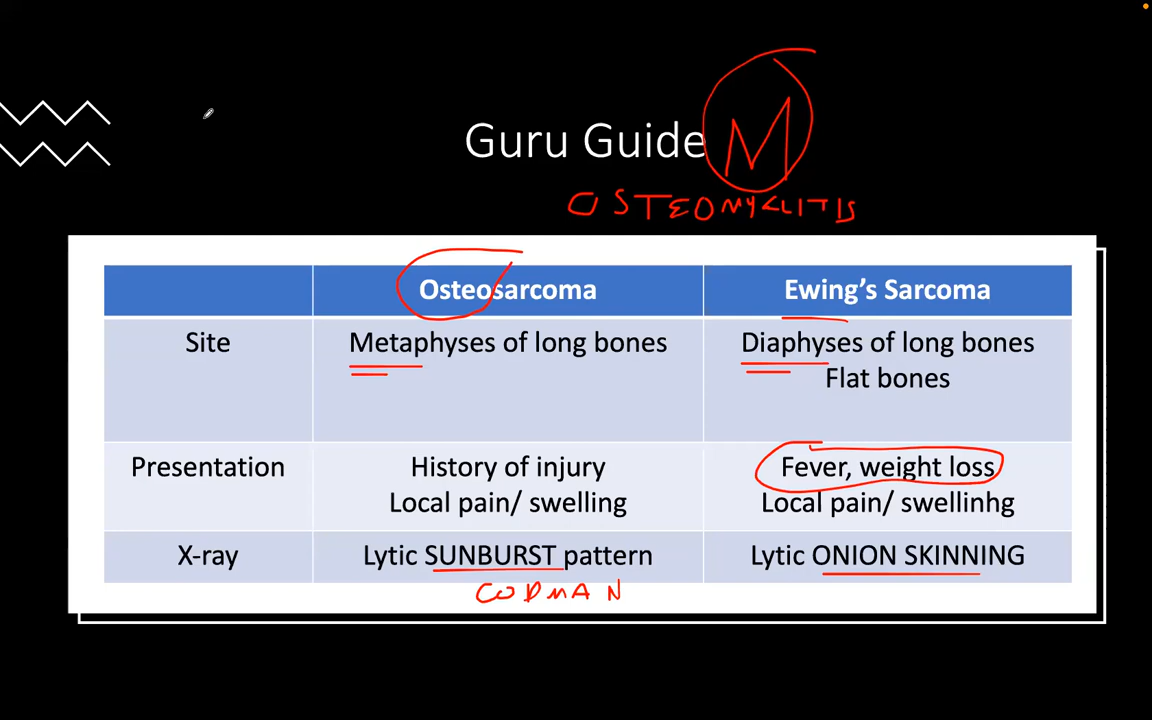 Guru Guide M
OSTEOMYELITIS
Osteosarcoma Ewing's Sarcoma
Site Metaphyses of long bones Diaphyses of long bones
Flat bones
Presentation History of injury Fever, weight loss
Local pain/ swelling Local pain/ swellinhg
X-ray Lytic SUNBURST pattern Lytic ONION SKINNING
CODMAN